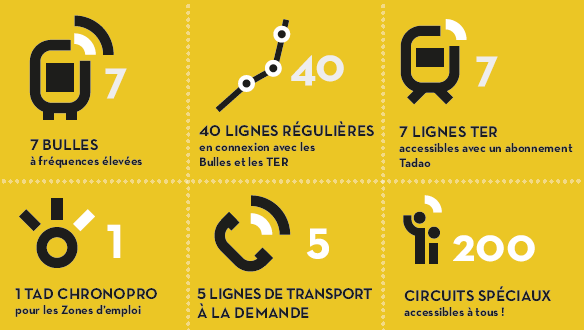 7
7 BULLES
à fréquences élevées
40
40 LIGNES RÉGULIÈRES
en connexion avec les
Bulles et les TER
7
7 LIGNES TER
accessibles avec un abonnement
Tadao
1
1 TAD CHRONOPRO
pour les Zones d'emploi
5
5 LIGNES DE TRANSPORT
À LA DEMANDE
200
CIRCUITS SPÉCIAUX
accessibles à tous !